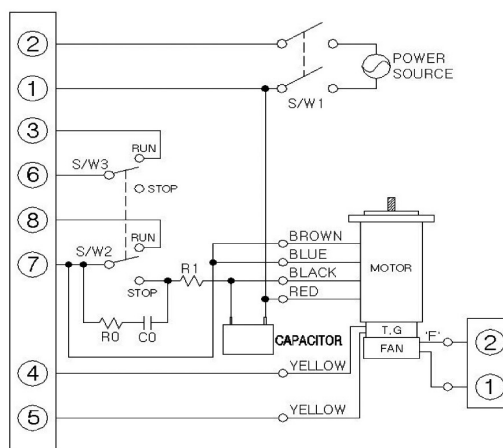 2
1
POWER
SOURCE
S/W1
3
RUN
S/W3
6
STOP
8
RUN
S/W2
7
STOP
R1
R0
C0
BROWN
BLUE
BLACK
RED
MOTOR
CAPACITOR
T,G
FAN
'F'
2
1
4
YELLOW
5
YELLOW